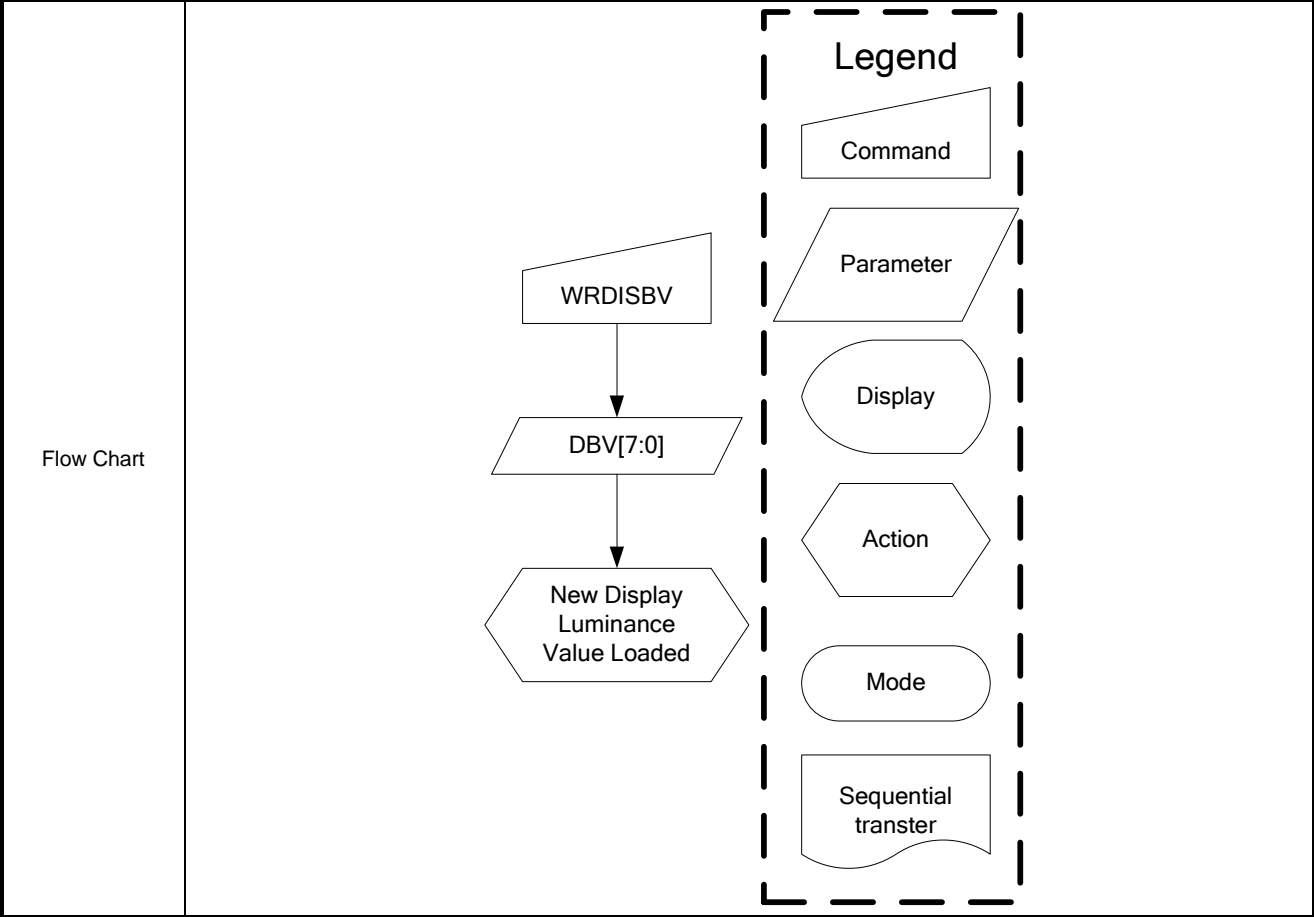 Flow Chart
WRDISBV
DBV[7:0]
New Display
Luminance
Value Loaded
Legend
Command
Parameter
Display
Action
Mode
Sequential
transter